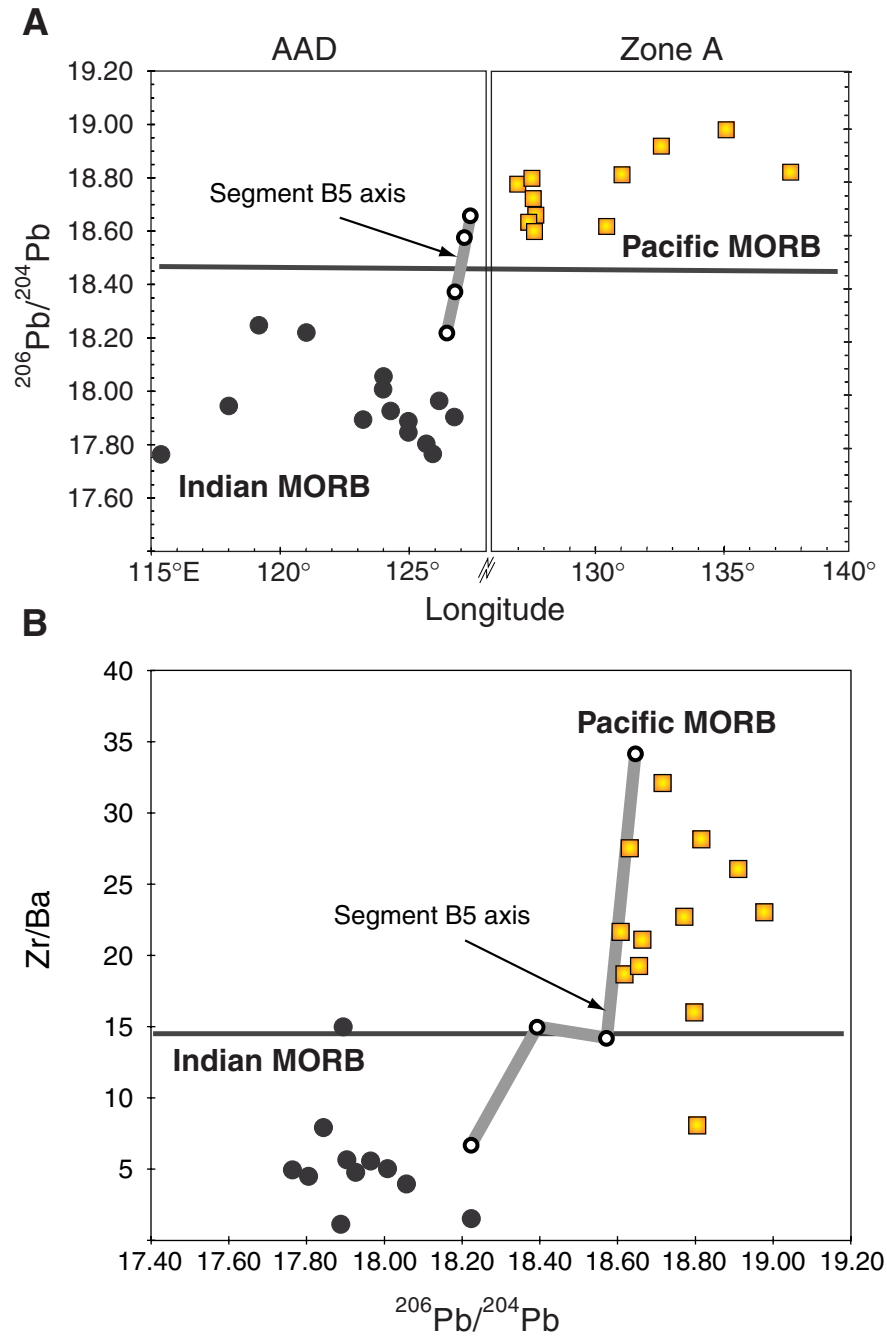 A
AAD Zone A
19.20
19.00
18.80
18.60
18.40
18.20
18.00
17.80
17.60
206Pb/204Pb
Segment B5 axis
Pacific MORB
Indian MORB
115°E 120° 125° 130° 135° 140°
Longitude
B
40
35
30
25
20
15
10
5
Zr/Ba
Pacific MORB
Segment B5 axis
Indian MORB
17.40 17.60 17.80 18.00 18.20 18.40 18.60 18.80 19.00 19.20
206Pb/204Pb